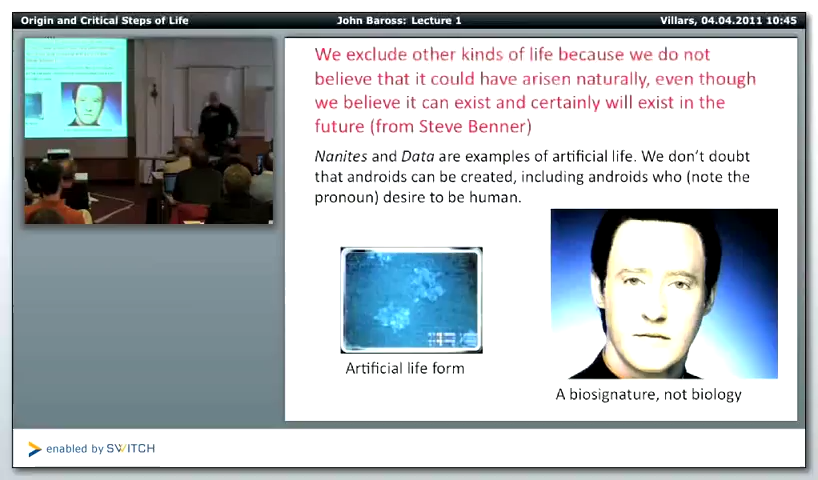 Origin and Critical Steps of Life
John Baross: Lecture 1
Villars, 04.04.2011 10:45
We exclude other kinds of life because we do not
believe that it could have arisen naturally, even though
we believe it can exist and certainly will exist in the
future (from Steve Benner)
Nanites and Data are examples of artificial life. We don't doubt
that androids can be created, including androids who (note the
pronoun) desire to be human.
Artificial life form
A biosignature, not biology
enabled by SWITCH